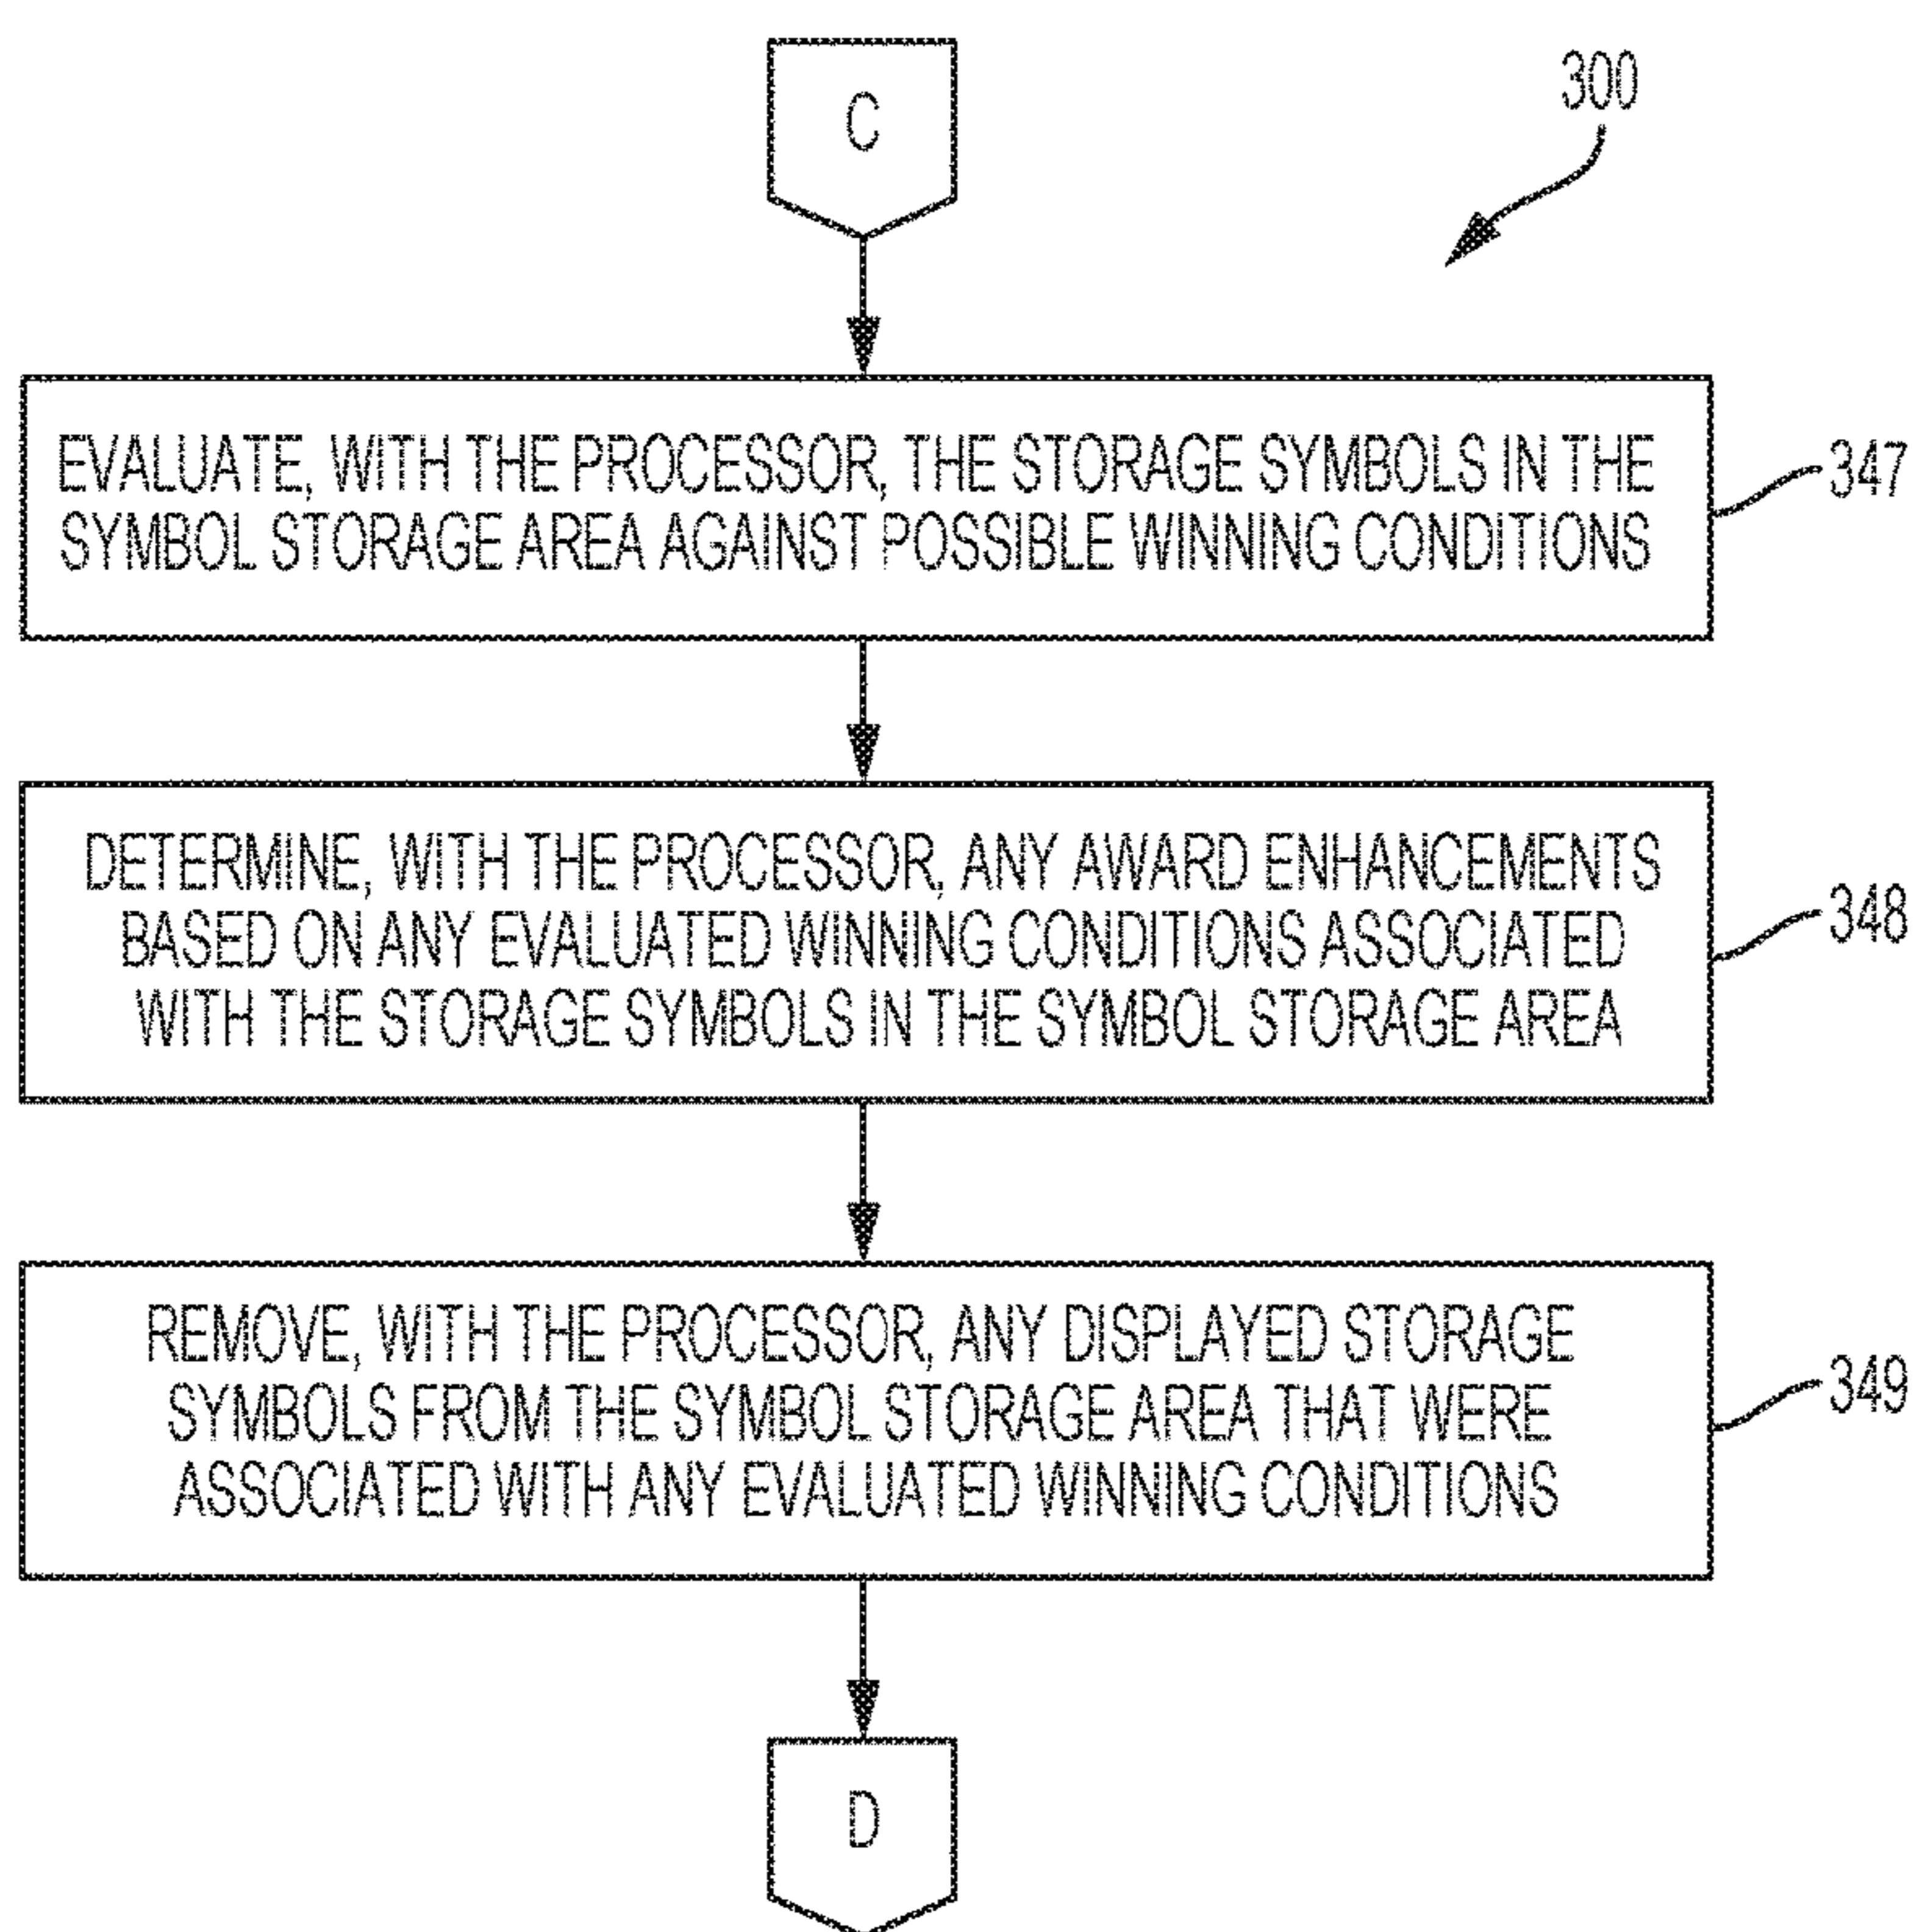 C
300
EVALUATE, WITH THE PROCESSOR, THE STORAGE SYMBOLS IN THE
SYMBOL STORAGE AREA AGAINST POSSIBLE WINNING CONDITIONS
347
DETERMINE, WITH THE PROCESSOR, ANY AWARD ENHANCEMENTS
BASED ON ANY EVALUATED WINNING CONDITIONS ASSOCIATED
WITH THE STORAGE SYMBOLS IN THE SYMBOL STORAGE AREA
348
REMOVE, WITH THE PROCESSOR, ANY DISPLAYED STORAGE
SYMBOLS FROM THE SYMBOL STORAGE AREA THAT WERE
ASSOCIATED WITH ANY EVALUATED WINNING CONDITIONS
349
D